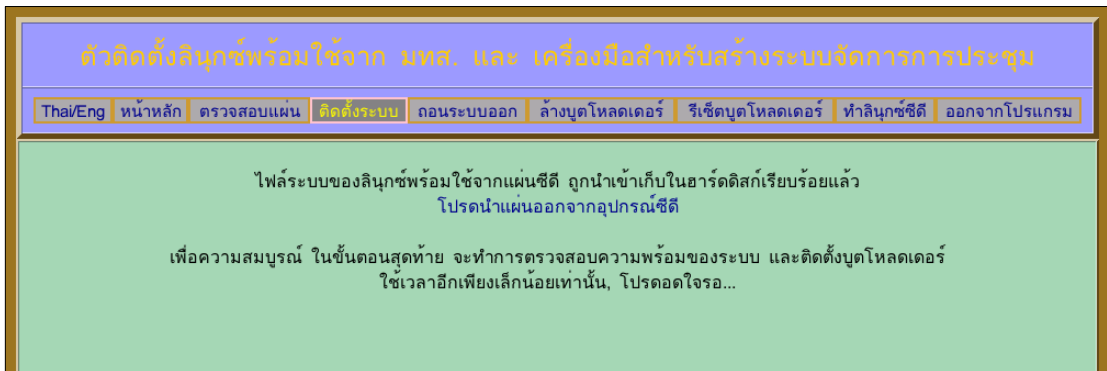 ตัวติดตั้งลินุกซ์พร้อมใช้จาก มทส. และ เครื่องมือสำหรับสร้างระบบจัดการการประชุม
Thai/Eng หน้าหลัก ตรวจสอบแผ่น ติดตั้งระบบ ถอนระบบออก ล้างบูตโหลดเดอร์ รีเซ็ตบูตโหลดเดอร์ ทำลินุกซ์ซีดี ออกจากโปรแกรม
ไฟล์ระบบของลินุกซ์พร้อมใช้จากแผ่นซีดี ถูกนำเข้าเก็บในฮาร์ดดิสก์เรียบร้อยแล้ว
โปรดนำแผ่นออกจากอุปกรณ์ซีดี
เพื่อความสมบูรณ์ ในขั้นตอนสุดท้าย จะทำการตรวจสอบความพร้อมของระบบ และติดตั้งบูตโหลดเดอร์
ใช้เวลาอีกเพียงเล็กน้อยเท่านั้น, โปรดอดใจรอ...